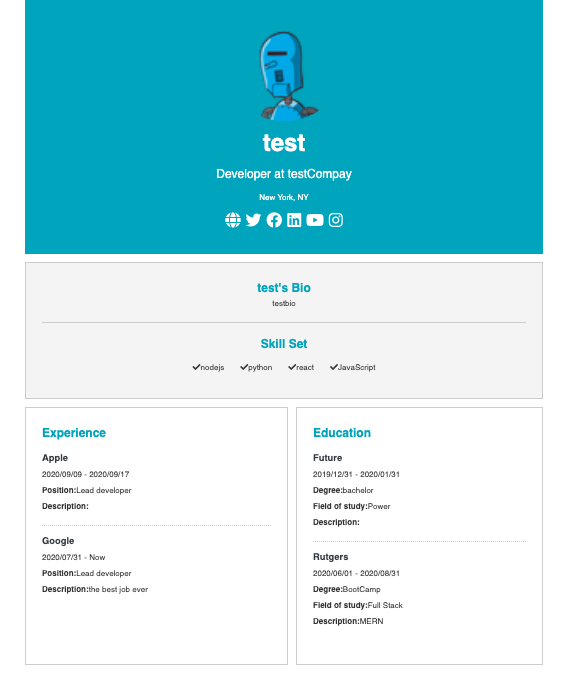 test
Developer at testCompay
New York, NY
test's Bio
testbio
Skill Set
nodejs python react JavaScript
Experience
Apple
2020/09/09 - 2020/09/17
Position:Lead developer
Description:
Google
2020/07/31 - Now
Position:Lead developer
Description:the best job ever
Education
Future
2019/12/31 - 2020/01/31
Degree:bachelor
Field of study:Power
Description:
Rutgers
2020/06/01 - 2020/08/31
Degree:BootCamp
Field of study:Full Stack
Description:MERN